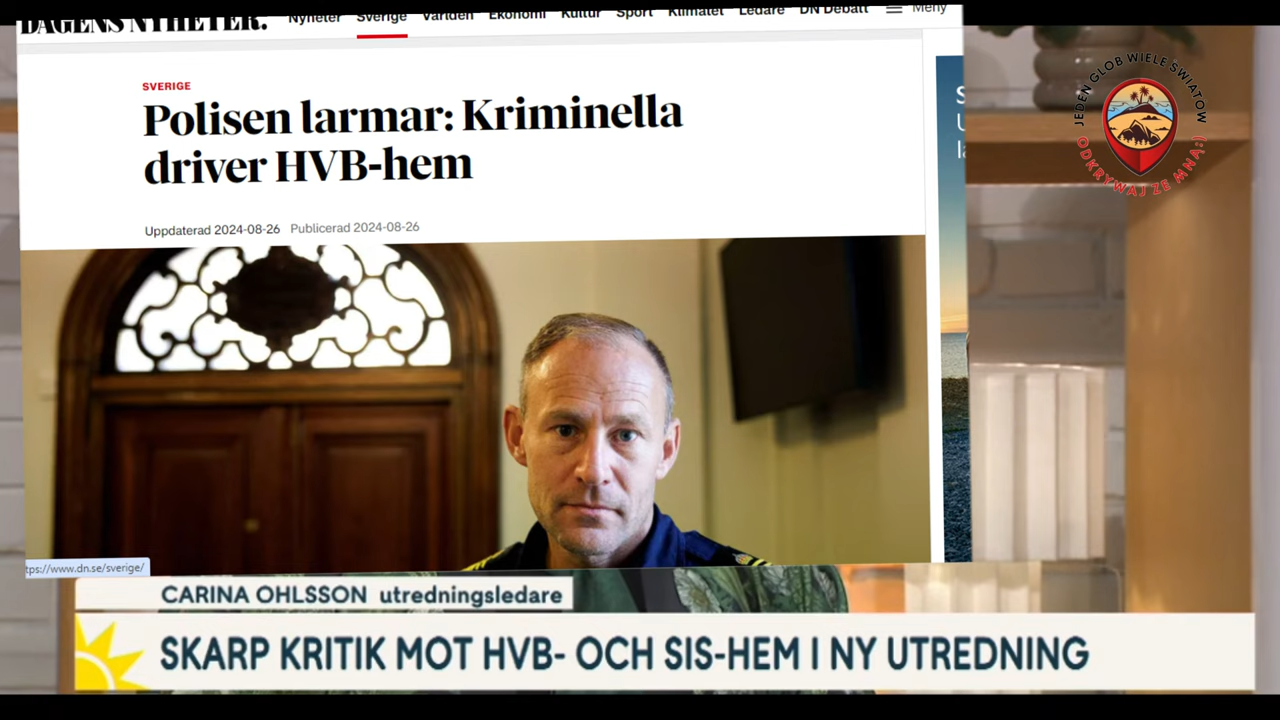 DAGENS NYHETER.
Nyheter Sverige Världen Ekonomi Kultur Sport Klimatet Ledare DN Debatt Meny
SVERIGE
Polisen larmar: Kriminella
driver HVB-hem
Uppdaterad 2024-08-26 Publicerad 2024-08-26
JEDEN GLOB WIELE ŚWIATÓW
ODKRYWAJ ZE MNĄ:)
tps://www.dn.se/sverige/
CARINA OHLSSON utredningsledare
SKARP KRITIK MOT HVB- OCH SIS-HEM I NY UTREDNING